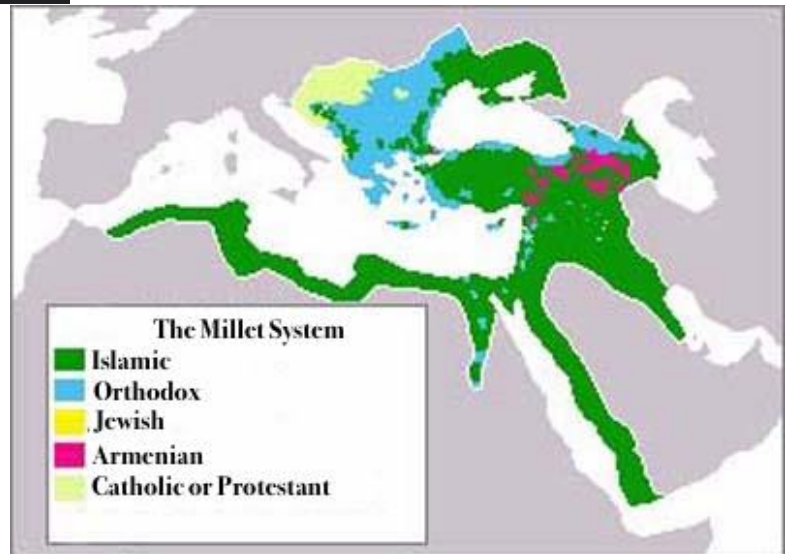 The Millet System
Islamic
Orthodox
. Jewish
Armenian
Catholic or Protestant